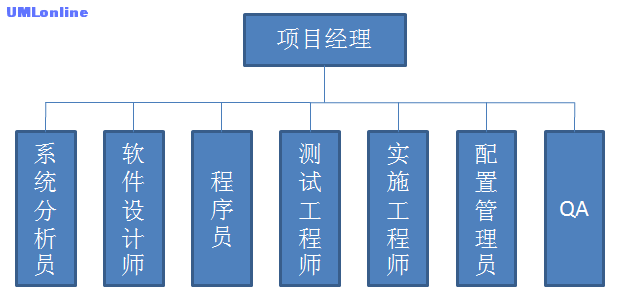 UMLonline
项目经理
系统分析员
软件设计师
程序员
测试工程师
实施工程师
配置管理员
QA